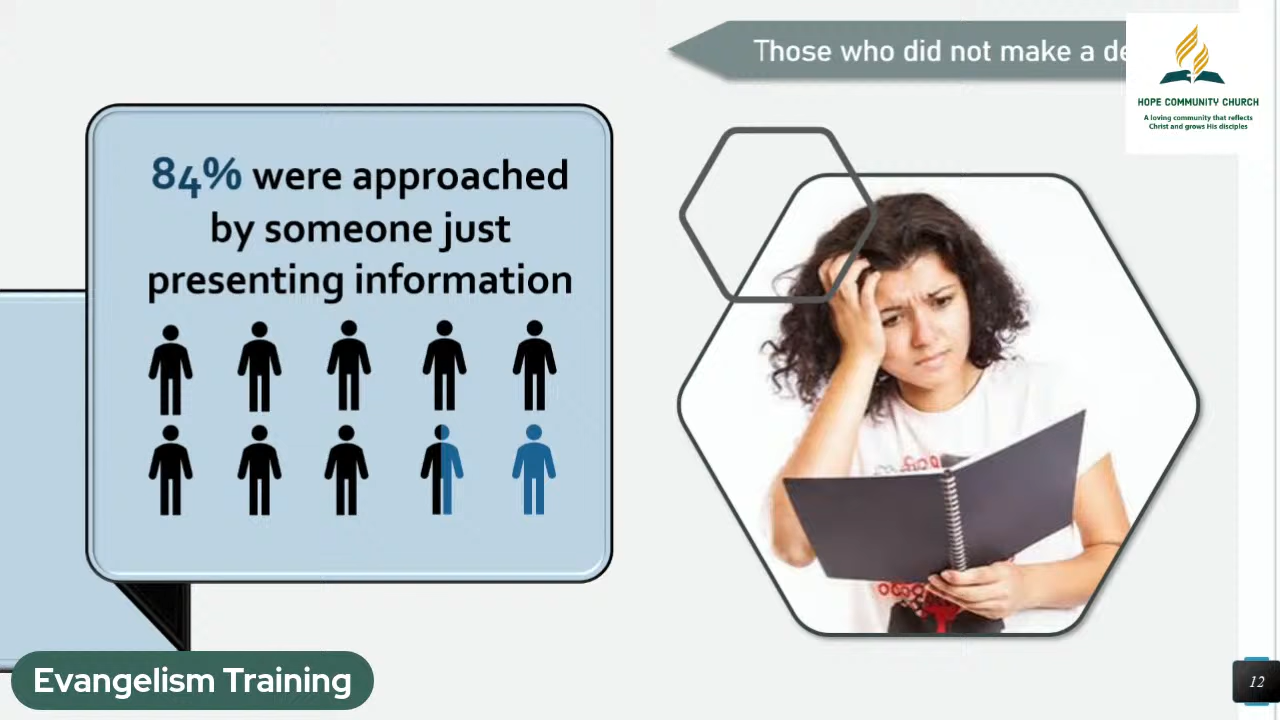 Those who did not make a de
HOPE COMMUNITY CHURCH
A loving community that reflects
Christ and grows His disciples
84% were approached
by someone just
presenting information
Evangelism Training
12